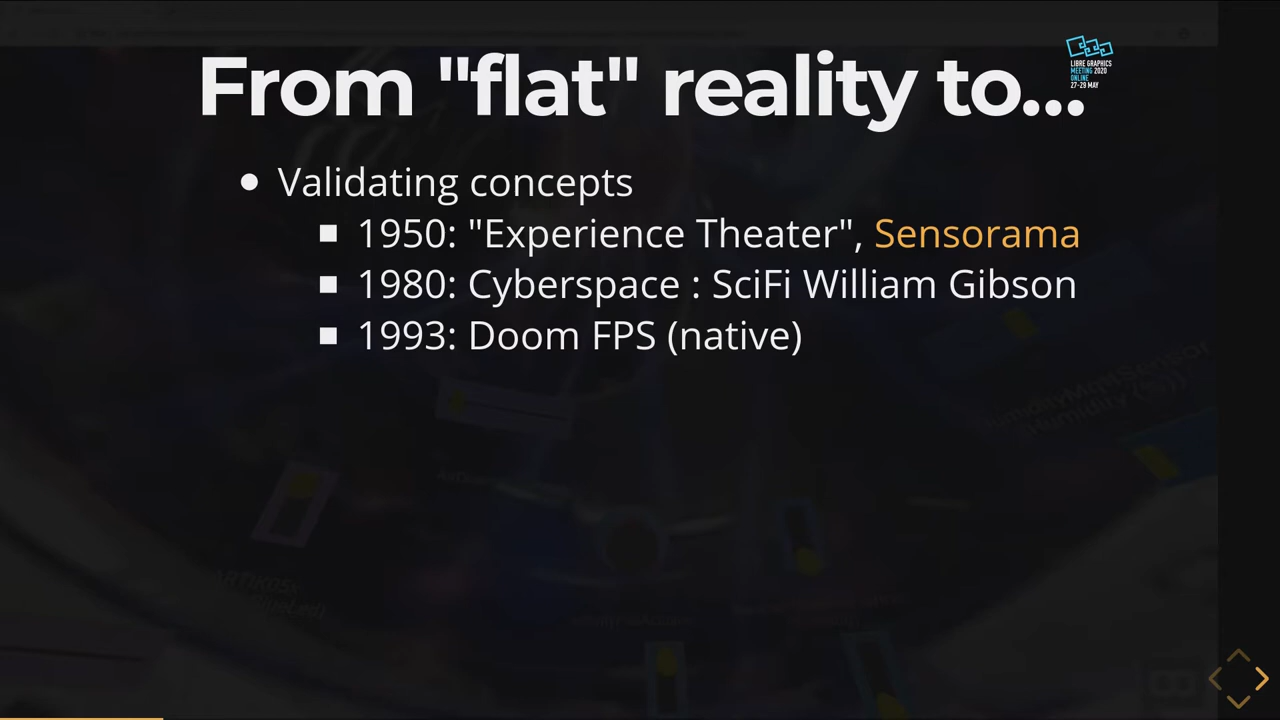 From "flat" reality to...
LIBRE GRAPHICS
MEETING 2020
ONLINE
27-29 MAY
Validating concepts
1950: "Experience Theater", Sensorama
1980: Cyberspace : SciFi William Gibson
1993: Doom FPS (native)